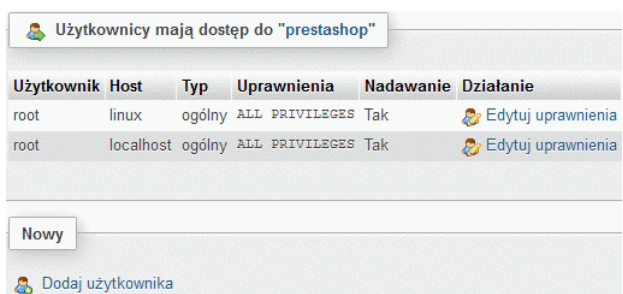 Użytkownicy mają dostęp do "prestashop"
Użytkownik Host Typ Uprawnienia Nadawanie Działanie
root linux ogólny ALL PRIVILEGES Tak Edytuj uprawnienia
root localhost ogólny ALL PRIVILEGES Tak Edytuj uprawnienia
Nowy
Dodaj użytkownika